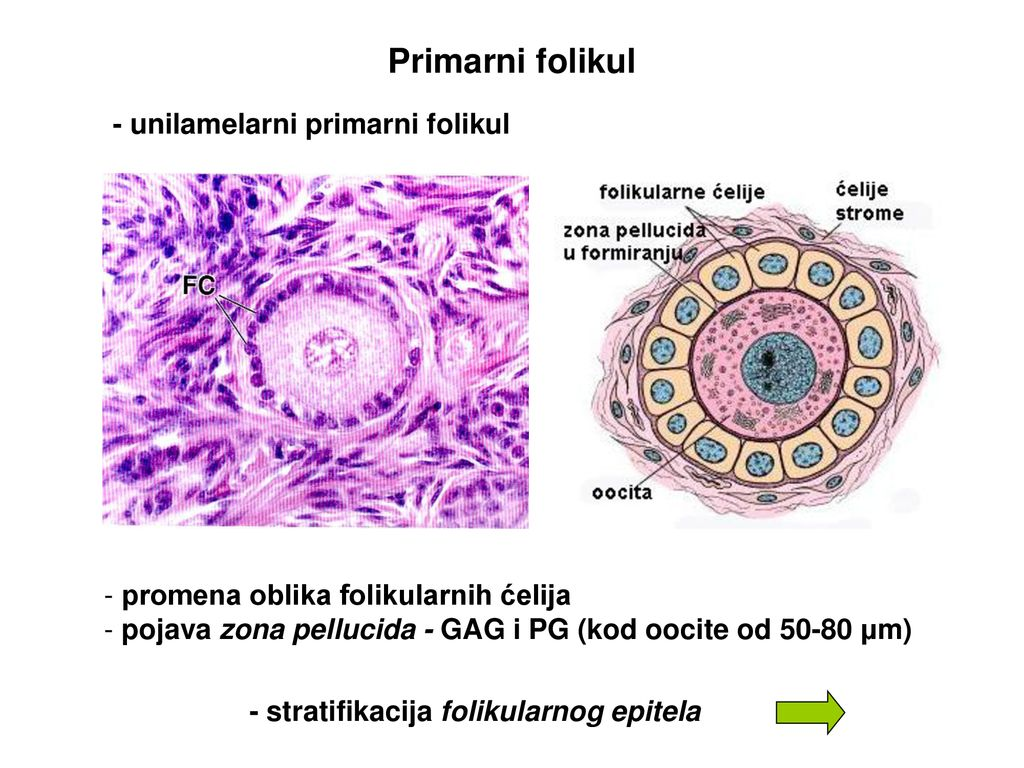 Primarni folikul
- unilamelarni primarni folikul
FC
folikularne ćelije
ćelije
strome
zona pellucida
u formiranju
oocita
- promena oblika folikularnih ćelija
- pojava zona pellucida - GAG i PG (kod oocite od 50-80 µm)
- stratifikacija folikularnog epitela